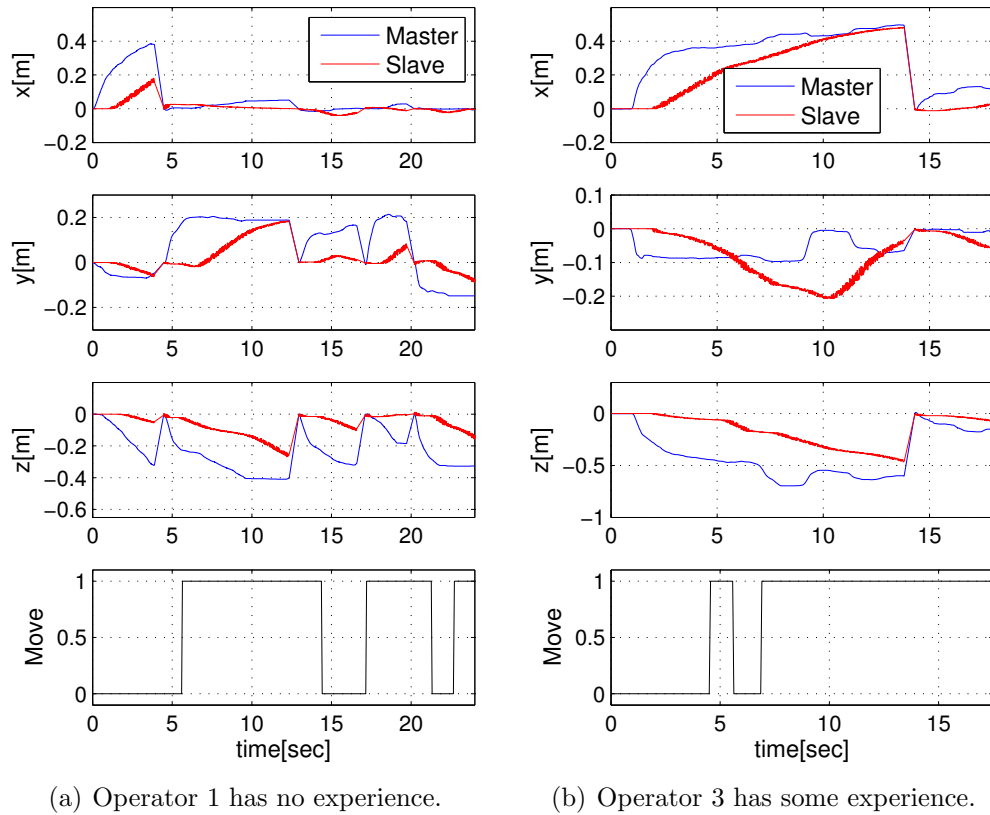 x[m]
0.4
0.2
0
−0.2
0 5 10 15 20
Master
Slave
y[m]
0.2
0
−0.2
0 5 10 15 20
z[m]
0
−0.2
−0.4
−0.6
0 5 10 15 20
Move
1
0.5
0
0 5 10 15 20
time[sec]
(a) Operator 1 has no experience.
x[m]
0.4
0.2
0
−0.2
0 5 10 15
Master
Slave
y[m]
0.1
0
−0.1
−0.2
0 5 10 15
z[m]
0
−0.5
−1
0 5 10 15
Move
1
0.5
0
0 5 10 15
time[sec]
(b) Operator 3 has some experience.